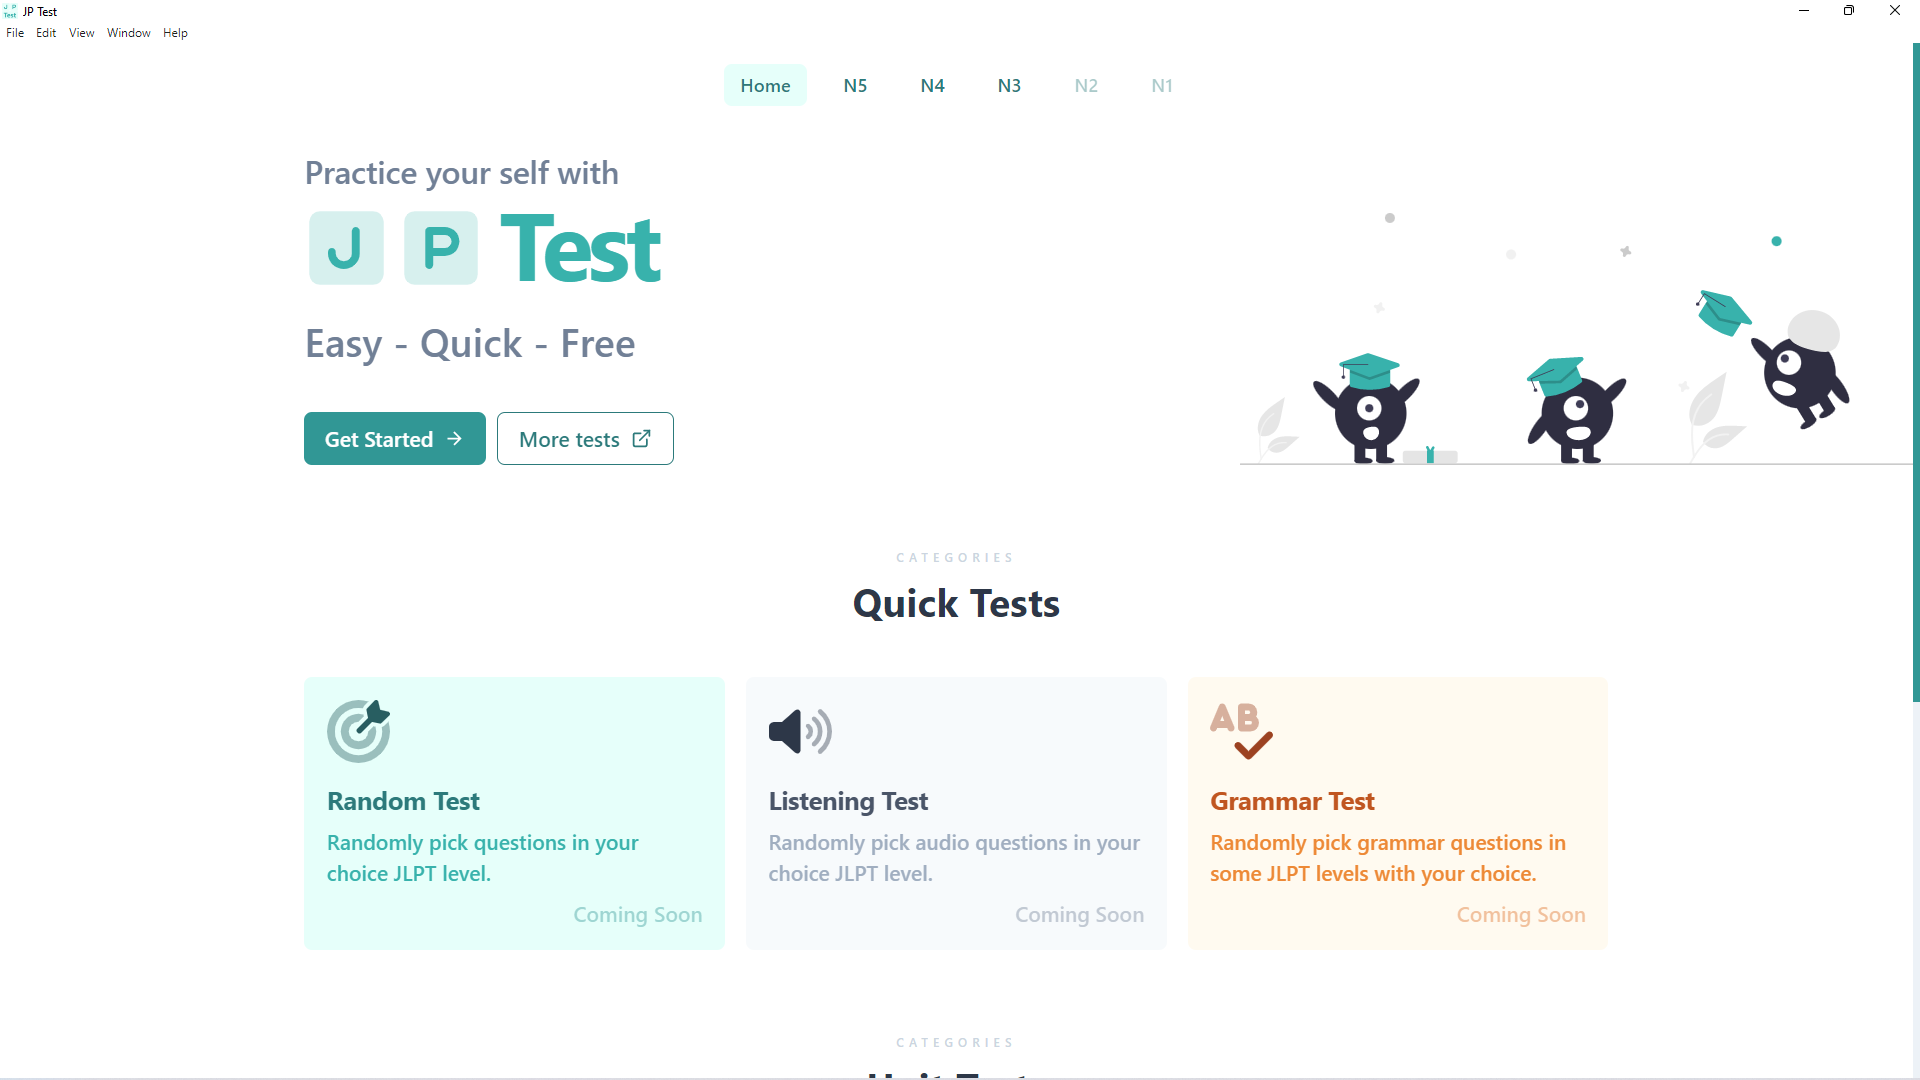 JP Test
File Edit View Window Help
Home N5 N4 N3 N2 N1
Practice your self with
J P Test
Easy - Quick - Free
Get Started More tests
CATEGORIES
Quick Tests
AB
Random Test
Randomly pick questions in your
choice JLPT level.
Coming Soon
Listening Test
Randomly pick audio questions in your
choice JLPT level.
Coming Soon
Grammar Test
Randomly pick grammar questions in
some JLPT levels with your choice.
Coming Soon
CATEGORIES